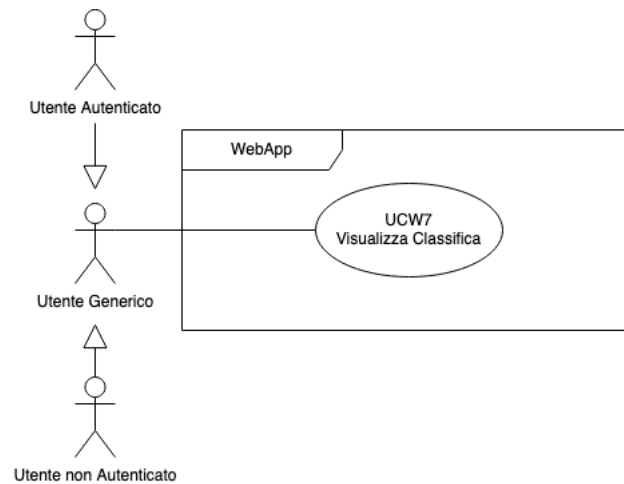 Utente Autenticato
WebApp
UCW7
Visualizza Classifica
Utente Generico
Utente non Autenticato